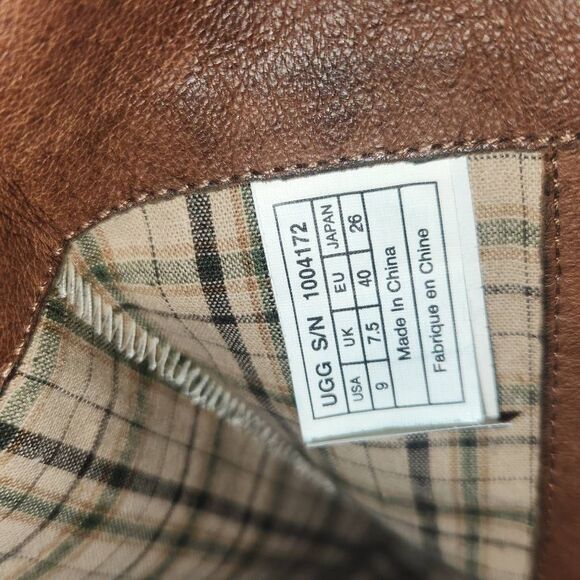 UGG S/N 1004172
USA UK EU JAPAN
9 7.5 40 26
Made In China
Fabrique en Chine